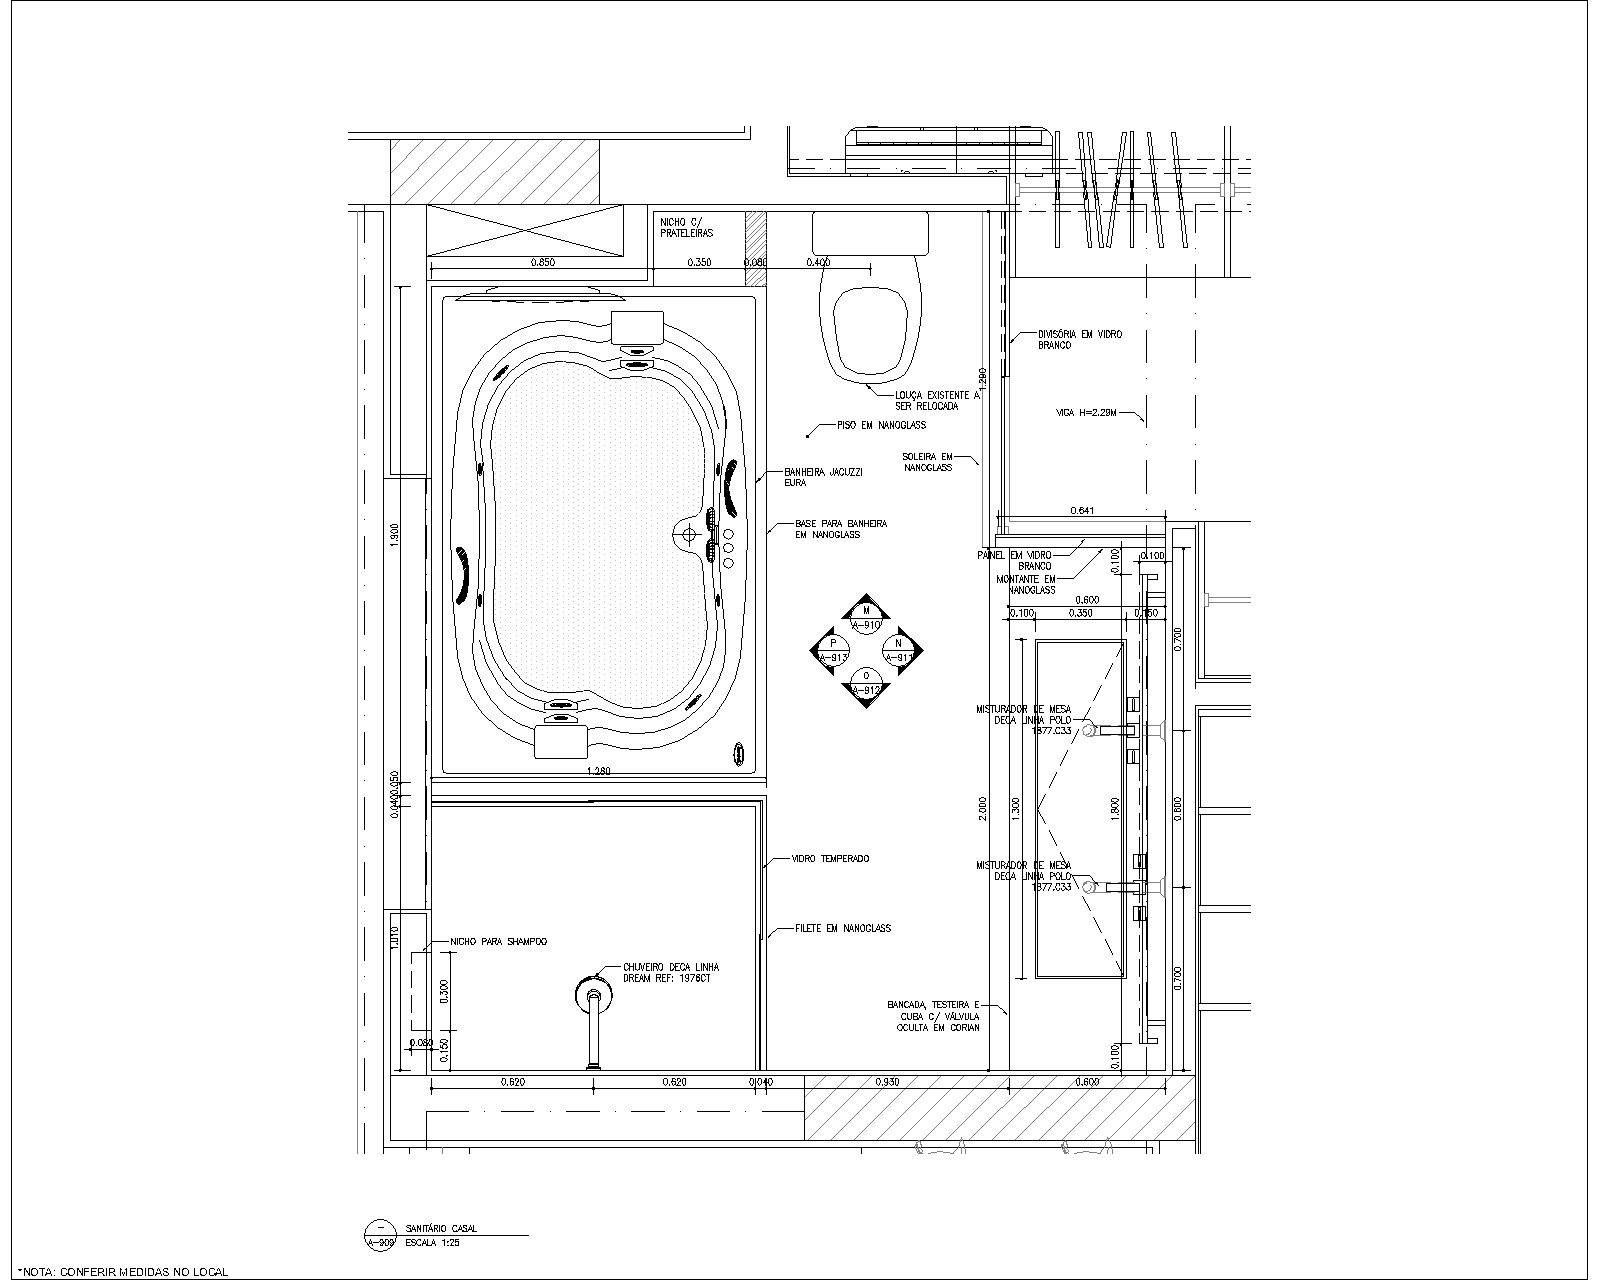 NICHO C/
PRATELEIRAS
0.850
0.350
0.080
0.400
DIVISÓRIA EM VIDRO
BRANCO
1.290
LOUÇA EXISTENTE A
SER RELOCADA
VIGA H=2.29M
PISO EM NANOGLASS
SOLEIRA EM
NANOGLASS
BANHEIRA JACUZZI
EURA
0.641
BASE PARA BANHEIRA
EM NANOGLASS
1.900
PAINEL EM VIDRO
BRANCO
0.100
0.100
MONTANTE EM
NANOGLASS
0.600
0.100
0.350
0.150
M
A-910
P
A-913
N
A-911
O
A-912
0.700
MISTURADOR DE MESA
DECA LINHA POLO
1877.C33
1.280
0.050
0.040
2.000
1.300
1.800
0.600
VIDRO TEMPERADO
MISTURADOR DE MESA
DECA LINHA POLO
1877.C33
FILETE EM NANOGLASS
1.010
NICHO PARA SHAMPOO
CHUVEIRO DECA LINHA
DREAM REF: 1976CT
0.300
0.700
BANCADA, TESTEIRA E
CUBA C/ VÁLVULA
OCULTA EM CORIAN
0.080
0.150
0.100
0.620
0.620
0.040
0.930
0.600
-
A-909
SANITÁRIO CASAL
ESCALA 1:25
*NOTA: CONFERIR MEDIDAS NO LOCAL